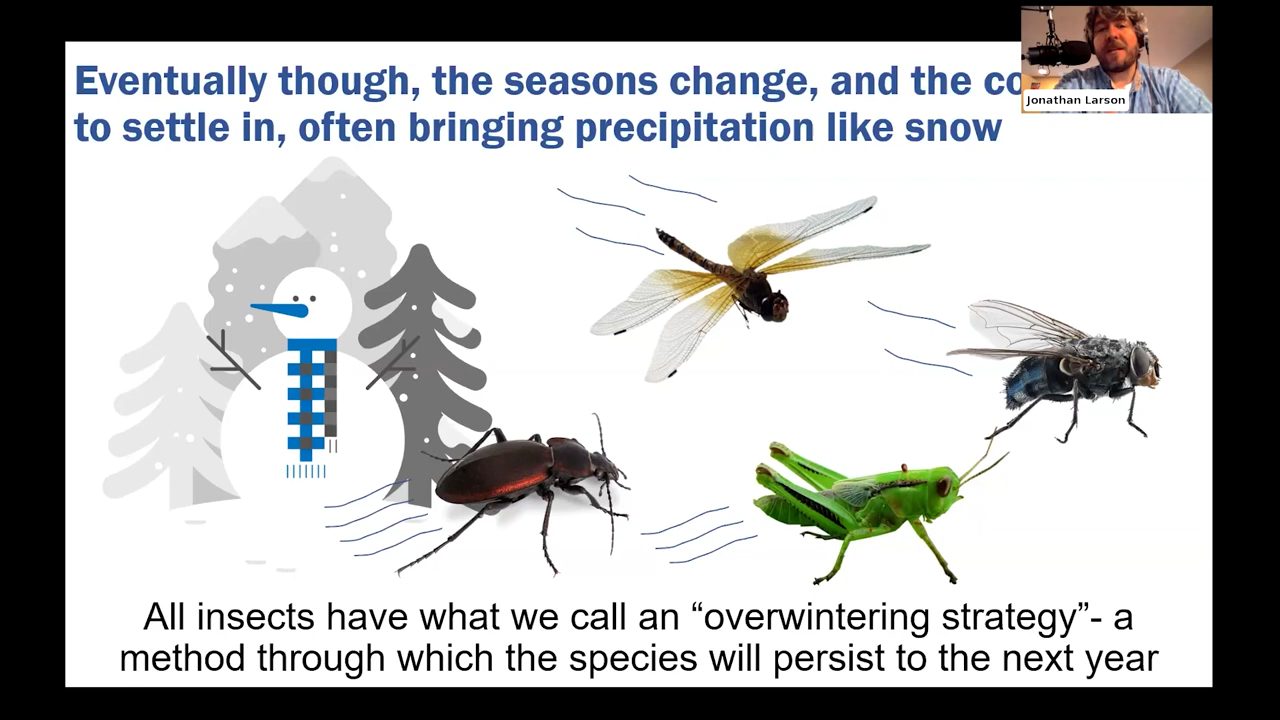 Eventually though, the seasons change, and the
to settle in, often bringing precipitation like snow
Jonathan Larson
All insects have what we call an “overwintering strategy”- a
method through which the species will persist to the next year